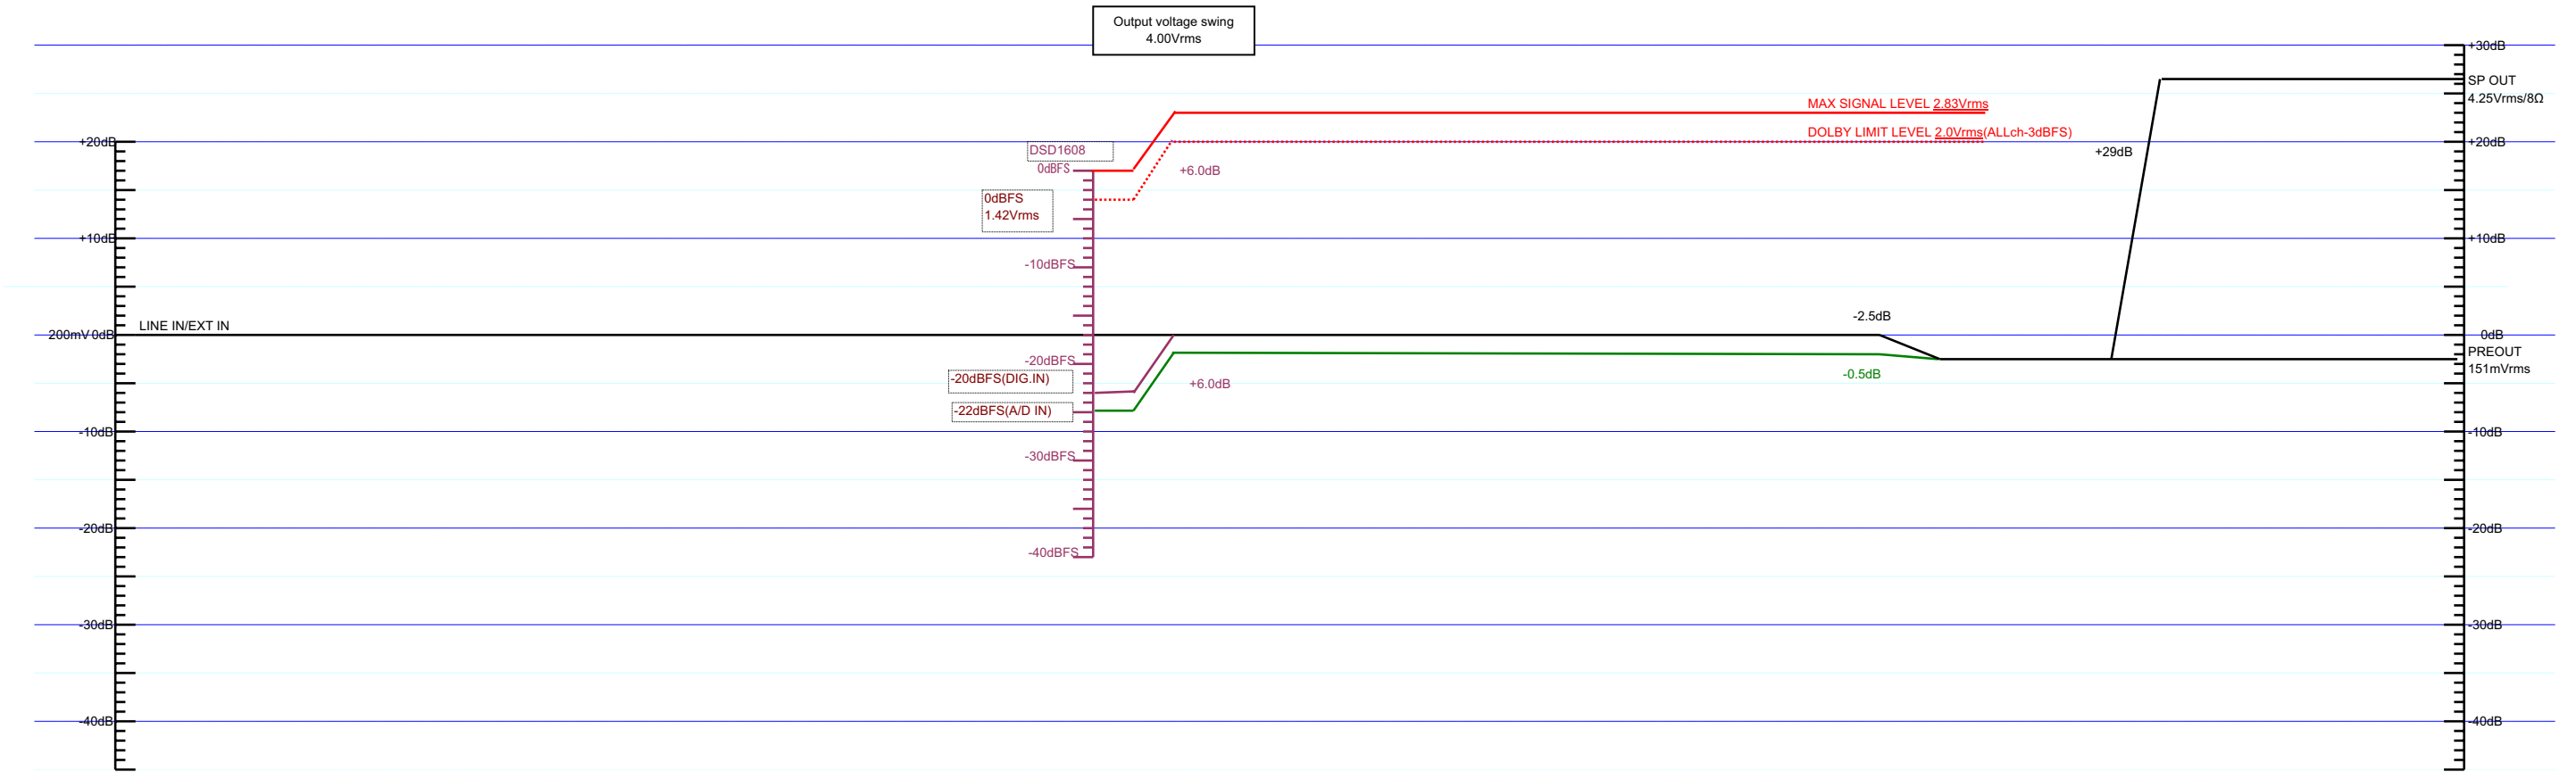 Output voltage swing
4.00Vrms
+30dB
SP OUT
4.25Vrms/8Ω
MAX SIGNAL LEVEL 2.83Vrms
DOLBY LIMIT LEVEL 2.0Vrms(ALLch-3dBFS)
+20dB
+20dB
+29dB
DSD1608
0dBFS
+6.0dB
0dBFS
1.42Vrms
+10dB
+10dB
-10dBFS
LINE IN/EXT IN
-2.5dB
200mV 0dB
0dB
PREOUT
151mVrms
-20dBFS
-20dBFS(DIG.IN)
+6.0dB
-0.5dB
-22dBFS(A/D IN)
-10dB
-10dB
-30dBFS
-20dB
-20dB
-40dBFS
-30dB
-30dB
-40dB
-40dB